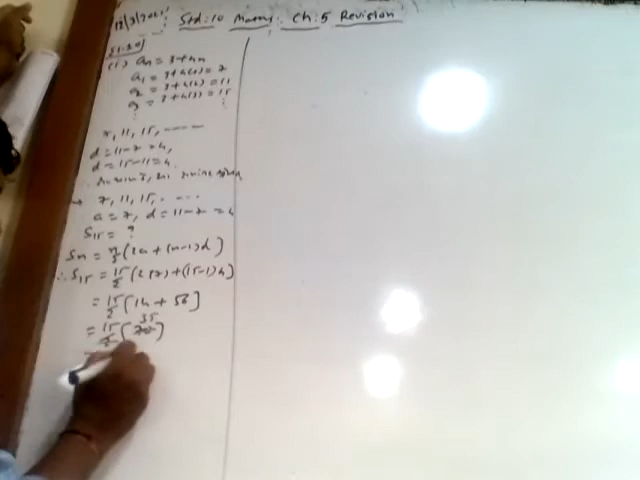 Std:10 Maths: Ch:5 Revision
(1) an = 3+4n
a1 = 3+4(1) = 7
a2 = 3+4(2) = 11
a3 = 3+4(3) = 15
7, 11, 15, ----
d = 11-7 = 4,
d = 15-11 = 4.
→ 7, 11, 15, . ...
a = 7, d = 11-7 = 4
S15 = ?
Sn = n/2 (2a + (n-1)d)
∴ S15 = 15/2 (2(7) + (15-1)4)
= 15/2 [14 + 56]
35
= 15/2 (70)